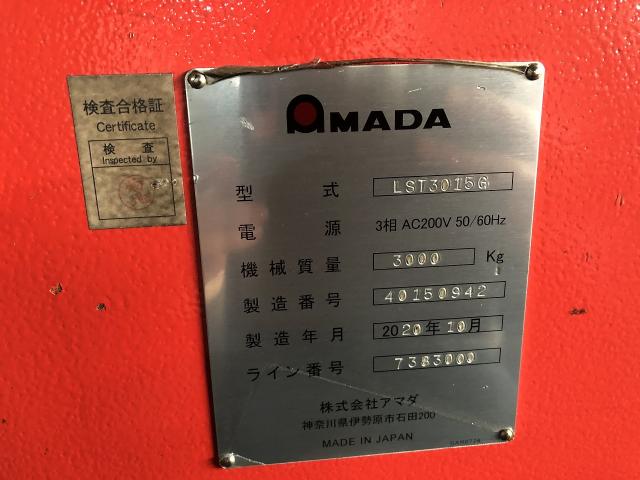 検査合格証
Certificate
検査
Inspected by
AMADA
型式 LST3015G
電源 3相 AC200V 50/60Hz
機械質量 3000 Kg
製造番号 40150942
製造年月 2020年10月
ライン番号 7383000
株式会社アマダ
神奈川県伊勢原市石田200
MADE IN JAPAN